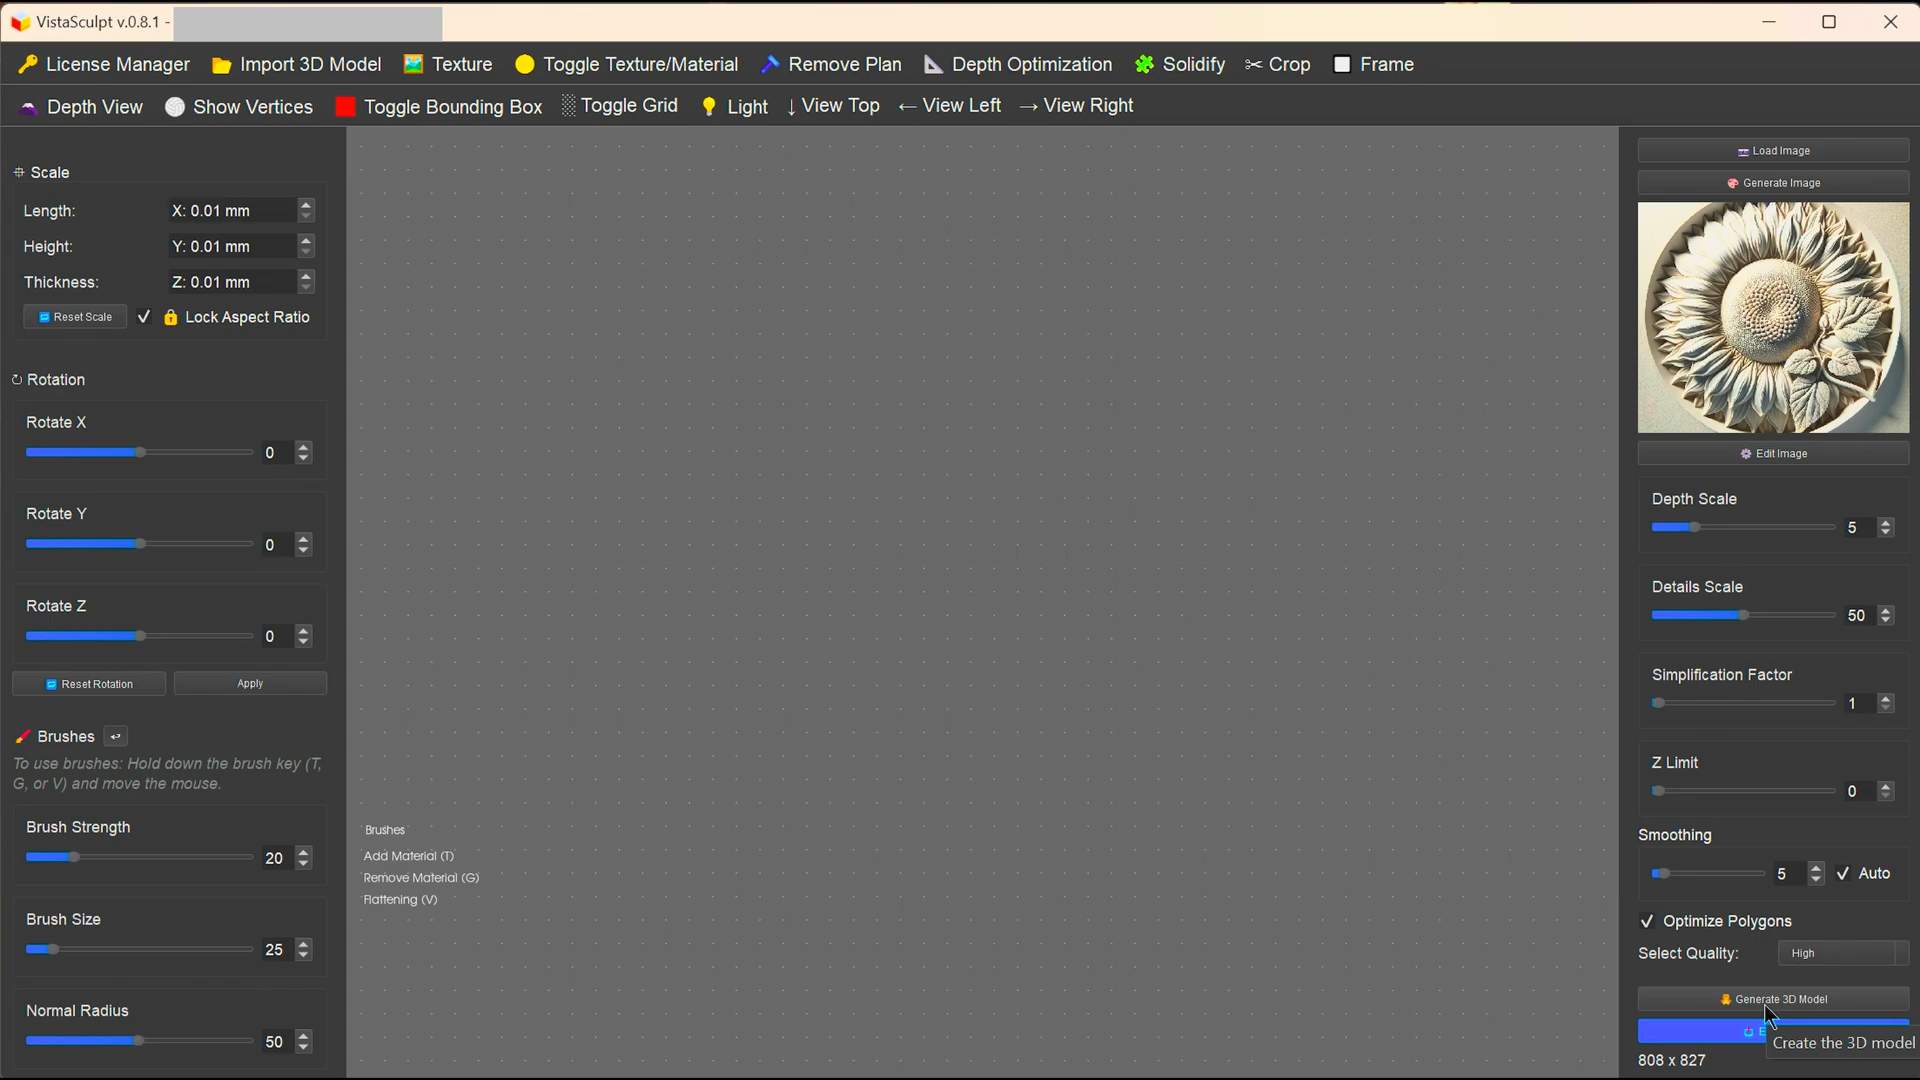 VistaSculpt v.0.8.1 -
License Manager Import 3D Model Texture Toggle Texture/Material Remove Plan Depth Optimization Solidify Crop Frame
Depth View Show Vertices Toggle Bounding Box Toggle Grid Light ↓ View Top ← View Left → View Right
Scale
Length: X: 0.01 mm
Height: Y: 0.01 mm
Thickness: Z: 0.01 mm
Reset Scale Lock Aspect Ratio
Rotation
Rotate X
0
Rotate Y
0
Rotate Z
0
Reset Rotation Apply
Brushes
To use brushes: Hold down the brush key (T,
G, or V) and move the mouse.
Brush Strength
20
Brush Size
25
Normal Radius
50
Brushes
Add Material (T)
Remove Material (G)
Flattening (V)
Load Image
Generate Image
Edit Image
Depth Scale
5
Details Scale
50
Simplification Factor
1
Z Limit
0
Smoothing
5 Auto
Optimize Polygons
Select Quality: High
Generate 3D Model
Create the 3D model
808 x 827